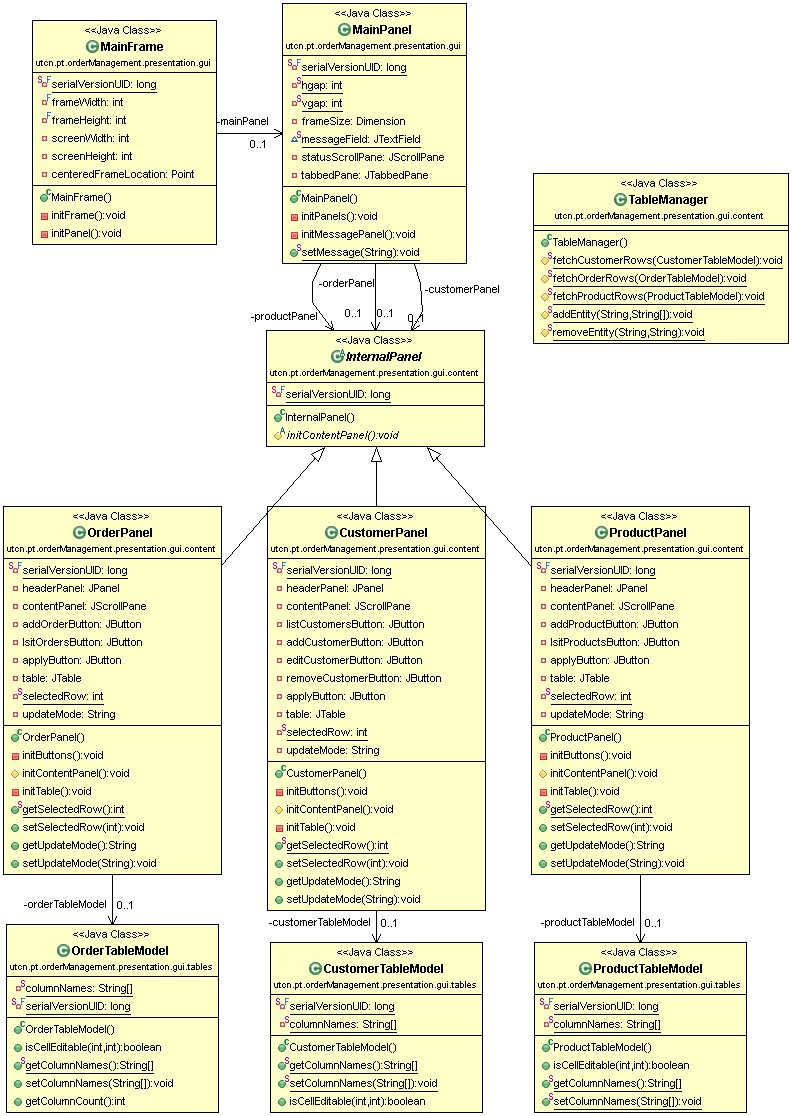 <<Java Class>>
MainFrame
utcn.pt.orderManagement.presentation.gui
serialVersionUID: long
frameWidth: int
frameHeight: int
screenWidth: int
screenHeight: int
centeredFrameLocation: Point
MainFrame()
initFrame():void
initPanel():void
-mainPanel
0..1
<<Java Class>>
MainPanel
utcn.pt.orderManagement.presentation.gui
serialVersionUID: long
hgap: int
vgap: int
frameSize: Dimension
messageField: JTextField
statusScrollPane: JScrollPane
tabbedPane: JTabbedPane
MainPanel()
initPanels():void
initMessagePanel():void
setMessage(String):void
<<Java Class>>
TableManager
utcn.pt.orderManagement.presentation.gui.content
TableManager()
fetchCustomerRows(CustomerTableModel):void
fetchOrderRows(OrderTableModel):void
fetchProductRows(ProductTableModel):void
addEntity(String,String[]):void
removeEntity(String,String):void
-orderPanel
-customerPanel
-productPanel
0..1
0..1
0..1
<<Java Class>>
InternalPanel
utcn.pt.orderManagement.presentation.gui.content
serialVersionUID: long
InternalPanel()
initContentPanel():void
<<Java Class>>
OrderPanel
utcn.pt.orderManagement.presentation.gui.content
serialVersionUID: long
headerPanel: JPanel
contentPanel: JScrollPane
addOrderButton: JButton
lsitOrdersButton: JButton
applyButton: JButton
table: JTable
selectedRow: int
updateMode: String
OrderPanel()
initButtons():void
initContentPanel():void
initTable():void
getSelectedRow():int
setSelectedRow(int):void
getUpdateMode():String
setUpdateMode(String):void
<<Java Class>>
CustomerPanel
utcn.pt.orderManagement.presentation.gui.content
serialVersionUID: long
headerPanel: JPanel
contentPanel: JScrollPane
listCustomersButton: JButton
addCustomerButton: JButton
editCustomerButton: JButton
removeCustomerButton: JButton
applyButton: JButton
table: JTable
selectedRow: int
updateMode: String
CustomerPanel()
initButtons():void
initContentPanel():void
initTable():void
getSelectedRow():int
setSelectedRow(int):void
getUpdateMode():String
setUpdateMode(String):void
<<Java Class>>
ProductPanel
utcn.pt.orderManagement.presentation.gui.content
serialVersionUID: long
headerPanel: JPanel
contentPanel: JScrollPane
addProductButton: JButton
lsitProductsButton: JButton
applyButton: JButton
table: JTable
selectedRow: int
updateMode: String
ProductPanel()
initButtons():void
initContentPanel():void
initTable():void
getSelectedRow():int
setSelectedRow(int):void
getUpdateMode():String
setUpdateMode(String):void
-orderTableModel
0..1
-customerTableModel
0..1
-productTableModel
0..1
<<Java Class>>
OrderTableModel
utcn.pt.orderManagement.presentation.gui.tables
columnNames: String[]
serialVersionUID: long
OrderTableModel()
isCellEditable(int,int):boolean
getColumnNames():String[]
setColumnNames(String[]):void
getColumnCount():int
<<Java Class>>
CustomerTableModel
utcn.pt.orderManagement.presentation.gui.tables
serialVersionUID: long
columnNames: String[]
CustomerTableModel()
getColumnNames():String[]
setColumnNames(String[]):void
isCellEditable(int,int):boolean
<<Java Class>>
ProductTableModel
utcn.pt.orderManagement.presentation.gui.tables
serialVersionUID: long
columnNames: String[]
ProductTableModel()
isCellEditable(int,int):boolean
getColumnNames():String[]
setColumnNames(String[]):void